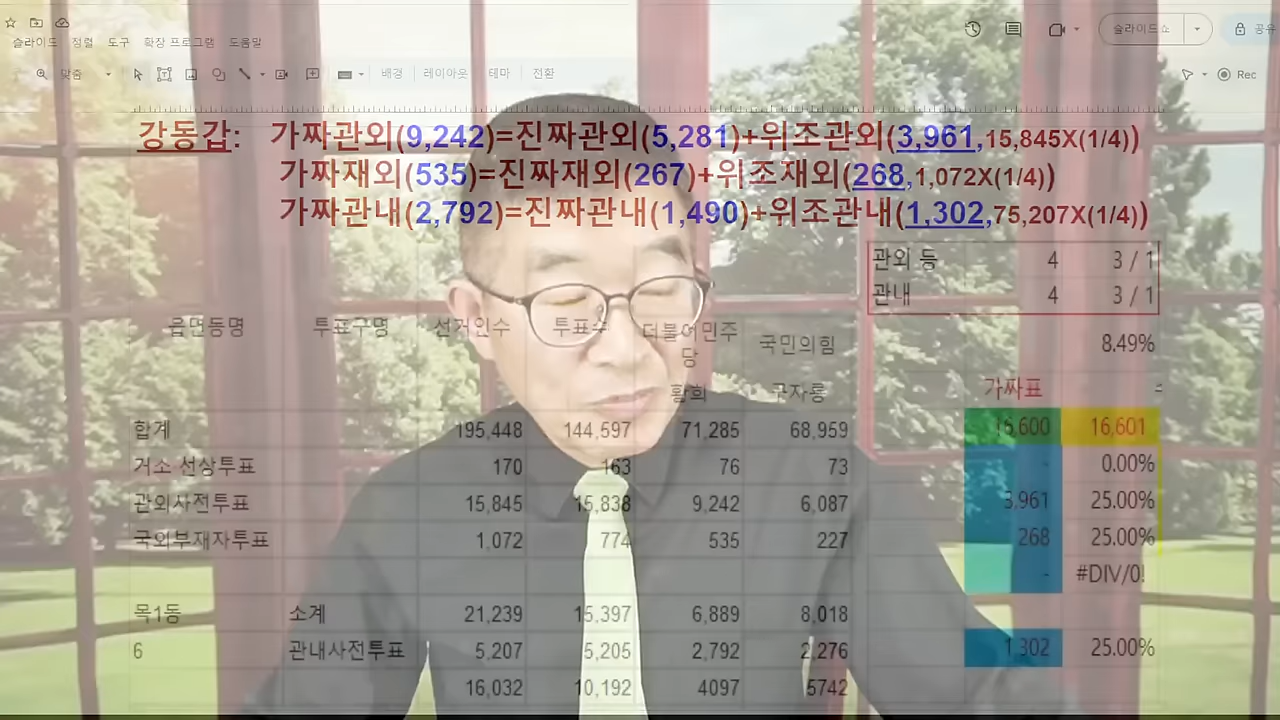 슬라이드 정렬 도구 확장 프로그램 도움말 슬라이드쇼 공유
맞춤 배경 레이아웃 테마 전환 Rec
강동갑: 가짜관외(9,242)=진짜관외(5,281)+위조관외(3,961,15,845X(1/4))
가짜재외(535)=진짜재외(267)+위조재외(268,1,072X(1/4))
가짜관내(2,792)=진짜관내(1,490)+위조관내(1,302,75,207X(1/4))
관외 등 4 3 / 1
관내 4 3 / 1
읍면동명 투표구명 선거인수 투표수 더불어민주당 국민의힘 8.49%
황희 구자룡 가짜표
합계 195,448 144,597 71,285 68,959 15,600 16,601
거소·선상투표 170 163 76 73 - 0.00%
관외사전투표 15,845 15,838 9,242 6,087 3,961 25.00%
국외부재자투표 1,072 774 535 227 268 25.00%
- #DIV/0!
목1동 소계 21,239 15,397 6,889 8,018
6 관내사전투표 5,207 5,205 2,792 2,276 1,302 25.00%
16,032 10,192 4097 5742